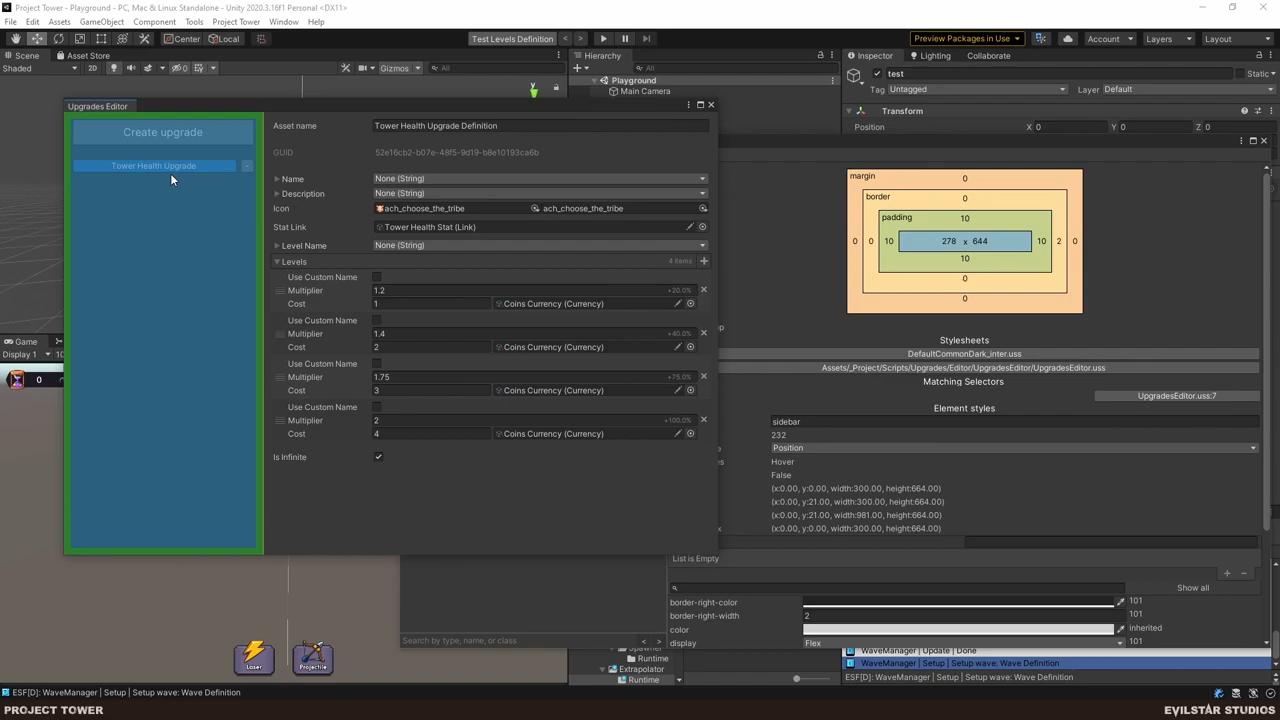 Project Tower - Playground - PC, Mac & Linux Standalone - Unity 2020.3.16f1 Personal <DX11>
File Edit Assets GameObject Component Tools Project Tower Window Help
Center Local Test Levels Definition Preview Packages in Use Account Layers Layout
Scene Asset Store Hierarchy Inspector Lighting Collaborate
Shaded 2D 0 Gizmos All All test Static
Playground Tag Untagged Layer Default
Main Camera
Transform
Position X 0 Y 0 Z 0
y
Upgrades Editor
Create upgrade
Tower Health Upgrade -
Asset name Tower Health Upgrade Definition
GUID 52e16cb2-b07e-48f5-9d19-b8e10193ca6b
Name None (String)
Description None (String)
Icon ach_choose_the_tribe ach_choose_the_tribe
Stat Link Tower Health Stat (Link)
Level Name None (String)
Levels 4 items
Use Custom Name
Multiplier 1.2 +20.0%
Cost 1 Coins Currency (Currency)
Use Custom Name
Multiplier 1.4 +40.0%
Cost 2 Coins Currency (Currency)
Use Custom Name
Multiplier 1.75 +75.0%
Cost 3 Coins Currency (Currency)
Use Custom Name
Multiplier 2 +100.0%
Cost 4 Coins Currency (Currency)
Is Infinite
margin 0
border 0
padding 10
0 0 10 278 x 644 10 2 0
10
0
0
Stylesheets
DefaultCommonDark_inter.uss
Assets/_Project/Scripts/Upgrades/Editor/UpgradesEditor/UpgradesEditor.uss
Matching Selectors
UpgradesEditor.uss:7
Element styles
sidebar
232
Position
Hover
False
(x:0.00, y:0.00, width:300.00, height:664.00)
(x:0.00, y:21.00, width:300.00, height:664.00)
(x:0.00, y:21.00, width:981.00, height:664.00)
(x:0.00, y:0.00, width:300.00, height:664.00)
List is Empty
Show all
border-right-color 101
border-right-width 2 101
color inherited
display Flex 101
Search by type, name, or class
Game
Display 1
0
Laser
Projectile
Spawner
Runtime
Extrapolator
Runtime
WaveManager | Update | Done
WaveManager | Setup | Setup wave: Wave Definition
ESF[D]: WaveManager | Setup | Setup wave: Wave Definition
ESF[D]: WaveManager | Setup | Setup wave: Wave Definition
PROJECT TOWER EVILSTAR STUDIOS